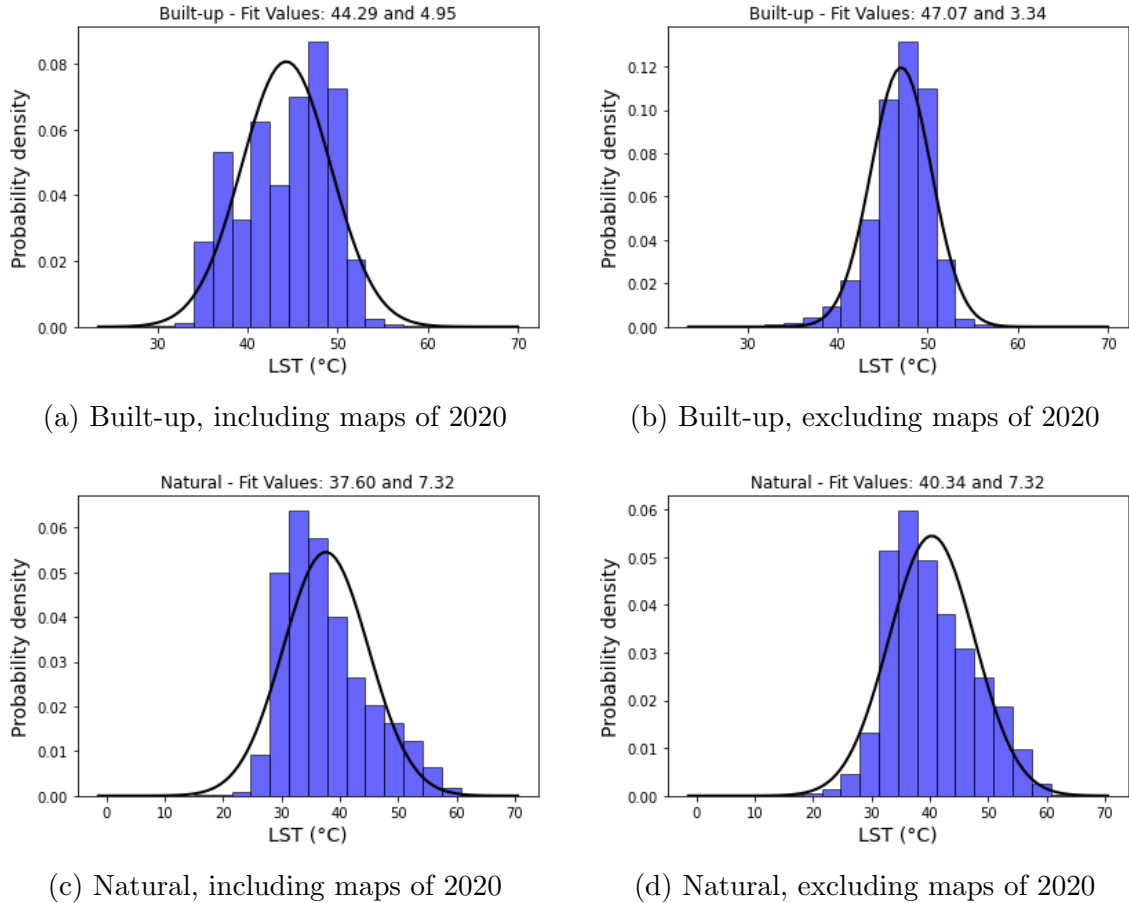 Built-up - Fit Values: 44.29 and 4.95
Probability density
0.08
0.06
0.04
0.02
0.00
30 40 50 60 70
LST (°C)
(a) Built-up, including maps of 2020
Built-up - Fit Values: 47.07 and 3.34
Probability density
0.12
0.10
0.08
0.06
0.04
0.02
0.00
30 40 50 60 70
LST (°C)
(b) Built-up, excluding maps of 2020
Natural - Fit Values: 37.60 and 7.32
Probability density
0.06
0.05
0.04
0.03
0.02
0.01
0.00
0 10 20 30 40 50 60 70
LST (°C)
(c) Natural, including maps of 2020
Natural - Fit Values: 40.34 and 7.32
Probability density
0.06
0.05
0.04
0.03
0.02
0.01
0.00
0 10 20 30 40 50 60 70
LST (°C)
(d) Natural, excluding maps of 2020